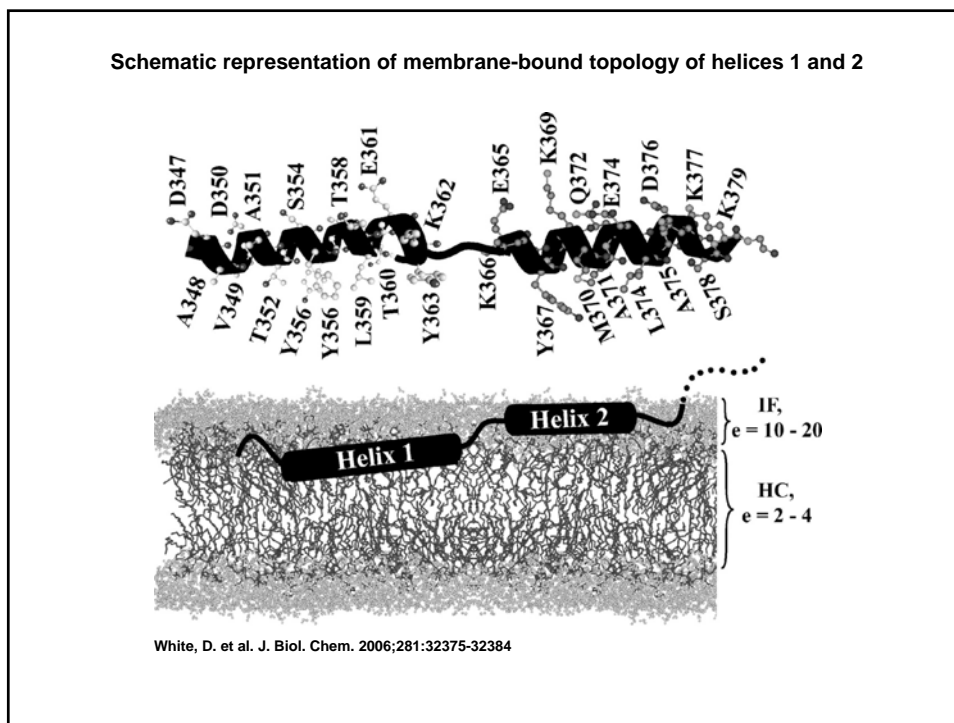 Schematic representation of membrane-bound topology of helices 1 and 2
D347
D350
A351
S354
T358
E361
K362
E365
K369
Q372
E374
D376
K377
K379
A348
V349
T352
Y356
Y356
L359
T360
Y363
K366
Y367
M370
A371
L374
A375
S378
Helix 1
Helix 2
IF,
e = 10 - 20
HC,
e = 2 - 4
White, D. et al. J. Biol. Chem. 2006;281:32375-32384